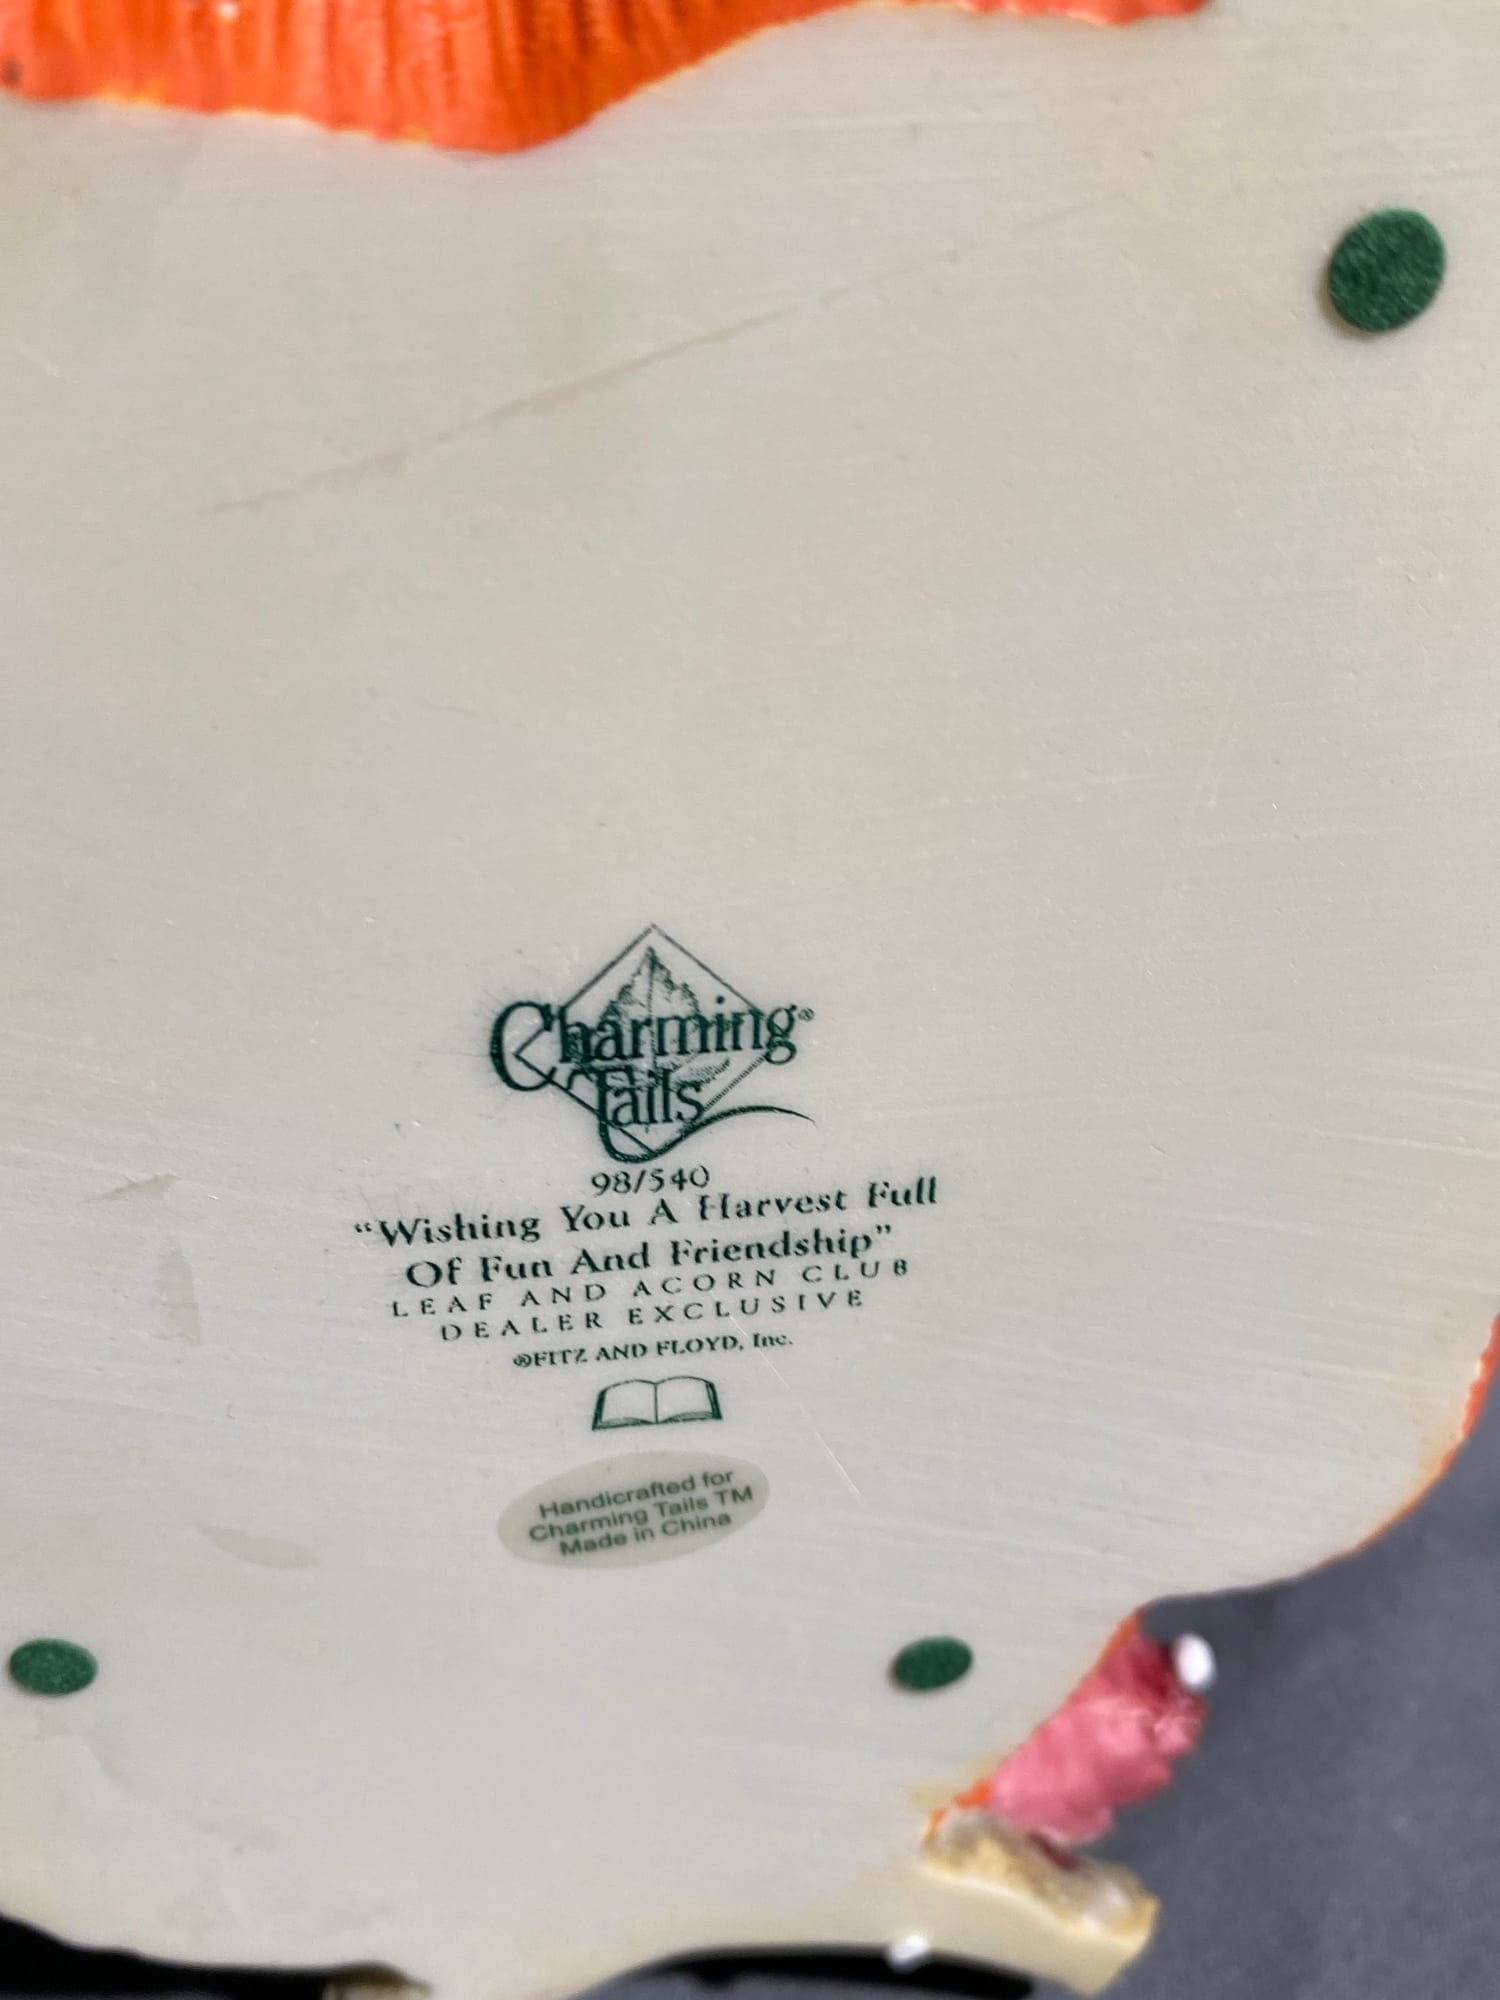 Charming®
Tails
98/540
“Wishing You A Harvest Full
Of Fun And Friendship”
LEAF AND ACORN CLUB
DEALER EXCLUSIVE
®FITZ AND FLOYD, Inc.
Handicrafted for
Charming Tails TM
Made in China